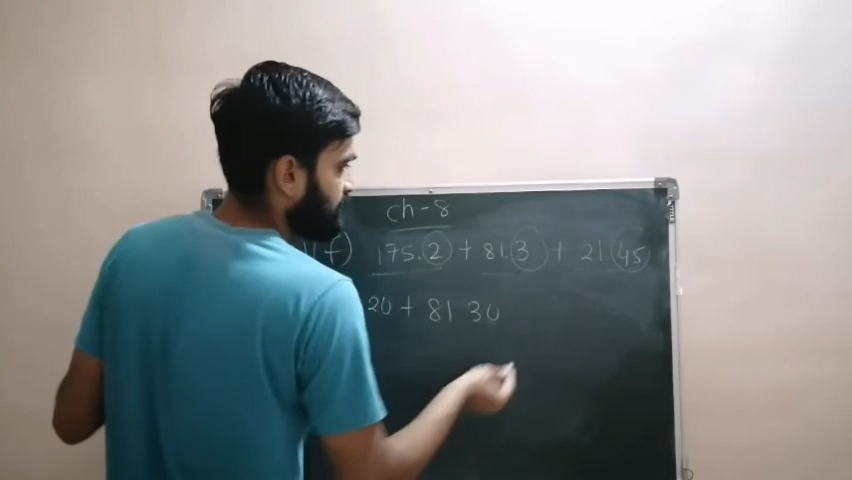 ch-8
f) 175.2 + 81.3 + 21.45
20 + 81 30